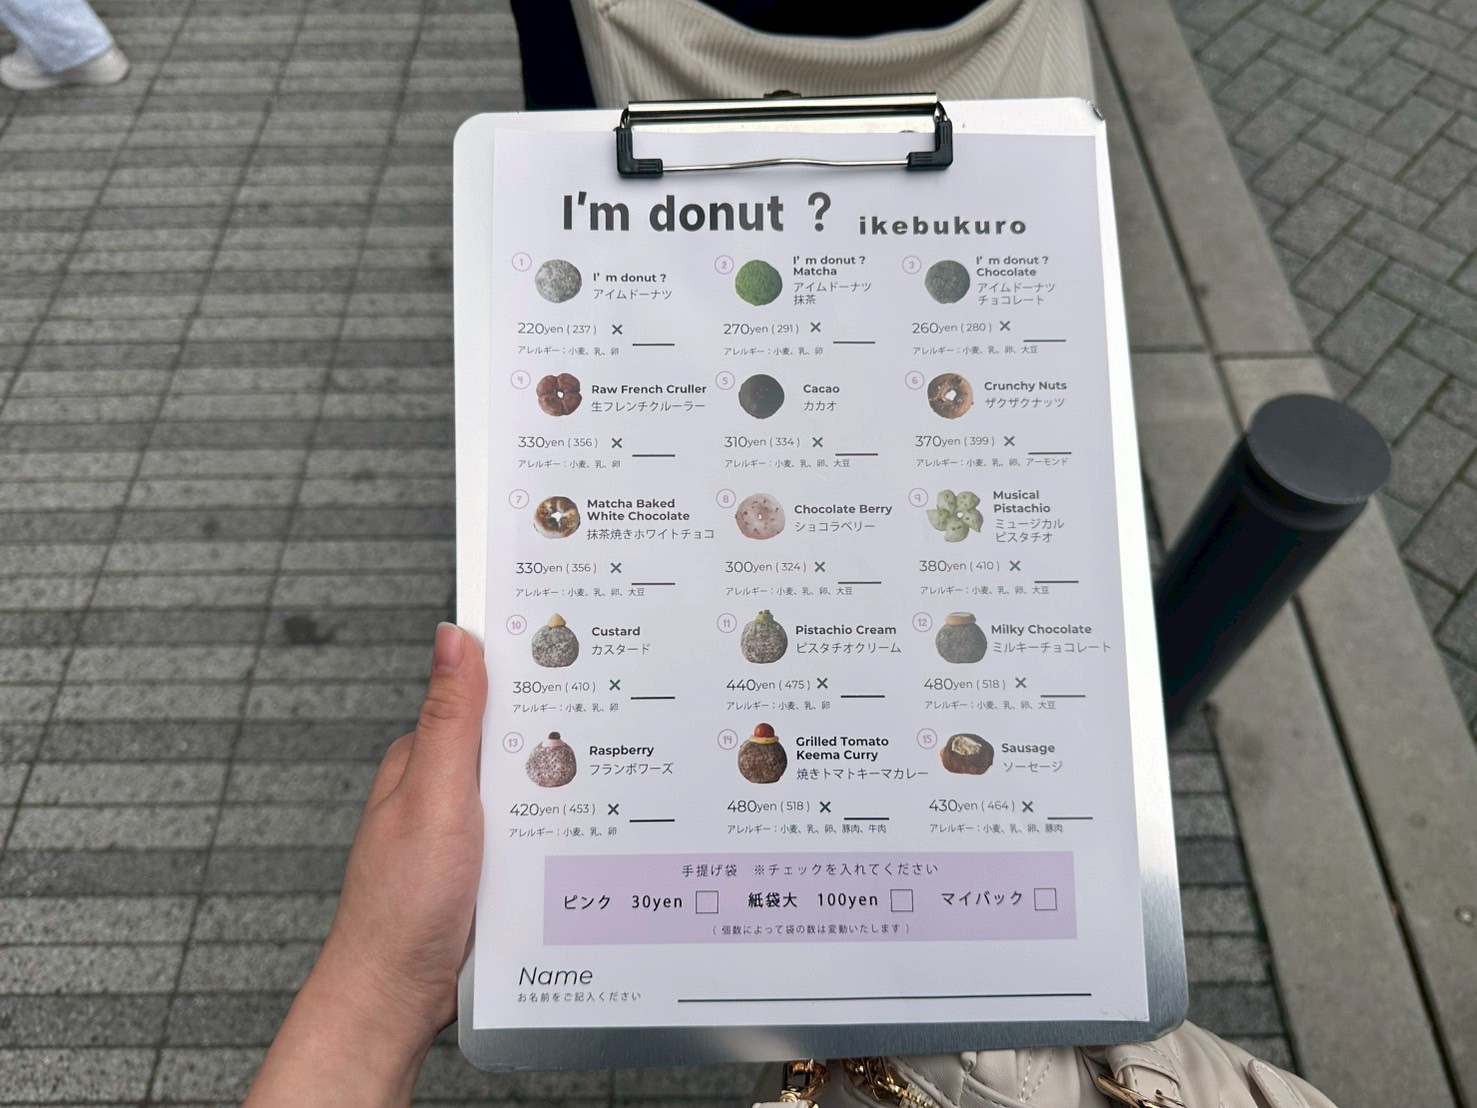 I'm donut ? ikebukuro
1
I'm donut ?
アイムドーナツ
220yen ( 237 ) ×
アレルギー：小麦、乳、卵
2
I'm donut ?
Matcha
アイムドーナツ
抹茶
270yen ( 291 ) ×
アレルギー：小麦、乳、卵
3
I'm donut ?
Chocolate
アイムドーナツ
チョコレート
260yen ( 280 ) ×
アレルギー：小麦、乳、卵、大豆
4
Raw French Cruller
生フレンチクルーラー
330yen ( 356 ) ×
アレルギー：小麦、乳、卵
5
Cacao
カカオ
310yen ( 334 ) ×
アレルギー：小麦、乳、卵、大豆
6
Crunchy Nuts
ザクザクナッツ
370yen ( 399 ) ×
アレルギー：小麦、乳、卵、アーモンド
7
Matcha Baked
White Chocolate
抹茶焼きホワイトチョコ
330yen ( 356 ) ×
アレルギー：小麦、乳、卵、大豆
8
Chocolate Berry
ショコラベリー
300yen ( 324 ) ×
アレルギー：小麦、乳、卵、大豆
9
Musical
Pistachio
ミュージカル
ピスタチオ
380yen ( 410 ) ×
アレルギー：小麦、乳、卵、大豆
10
Custard
カスタード
380yen ( 410 ) ×
アレルギー：小麦、乳、卵
11
Pistachio Cream
ピスタチオクリーム
440yen ( 475 ) ×
アレルギー：小麦、乳、卵
12
Milky Chocolate
ミルキーチョコレート
480yen ( 518 ) ×
アレルギー：小麦、乳、卵、大豆
13
Raspberry
フランボワーズ
420yen ( 453 ) ×
アレルギー：小麦、乳、卵
14
Grilled Tomato
Keema Curry
焼きトマトキーマカレー
480yen ( 518 ) ×
アレルギー：小麦、乳、卵、豚肉、牛肉
15
Sausage
ソーセージ
430yen ( 464 ) ×
アレルギー：小麦、乳、卵、豚肉
手提げ袋 ※チェックを入れてください
ピンク 30yen □ 紙袋大 100yen □ マイバック □
( 個数によって袋の数は変動いたします )
Name
お名前をご記入ください